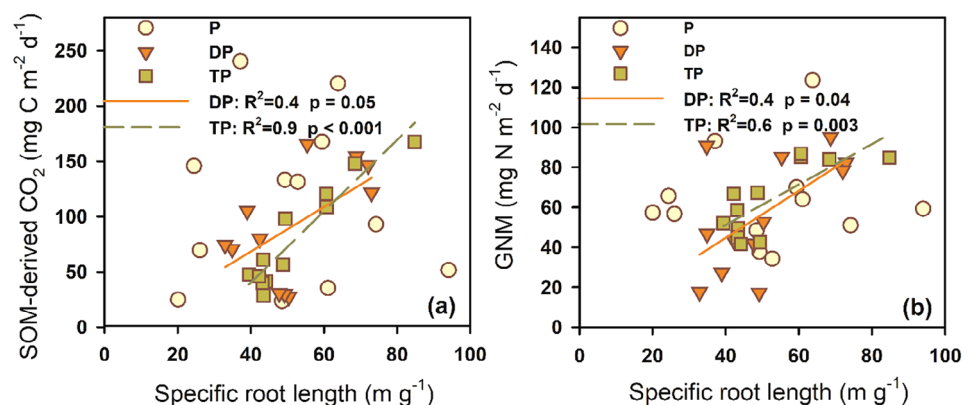 P
DP
TP
DP: R²=0.4 p = 0.05
TP: R²=0.9 p < 0.001
250
200
150
100
50
0
0 20 40 60 80 100
SOM-derived CO₂ (mg C m⁻² d⁻¹)
Specific root length (m g⁻¹)
(a)
P
DP
TP
DP: R²=0.4 p = 0.04
TP: R²=0.6 p = 0.003
140
120
100
80
60
40
20
0
0 20 40 60 80 100
GNM (mg N m⁻² d⁻¹)
Specific root length (m g⁻¹)
(b)